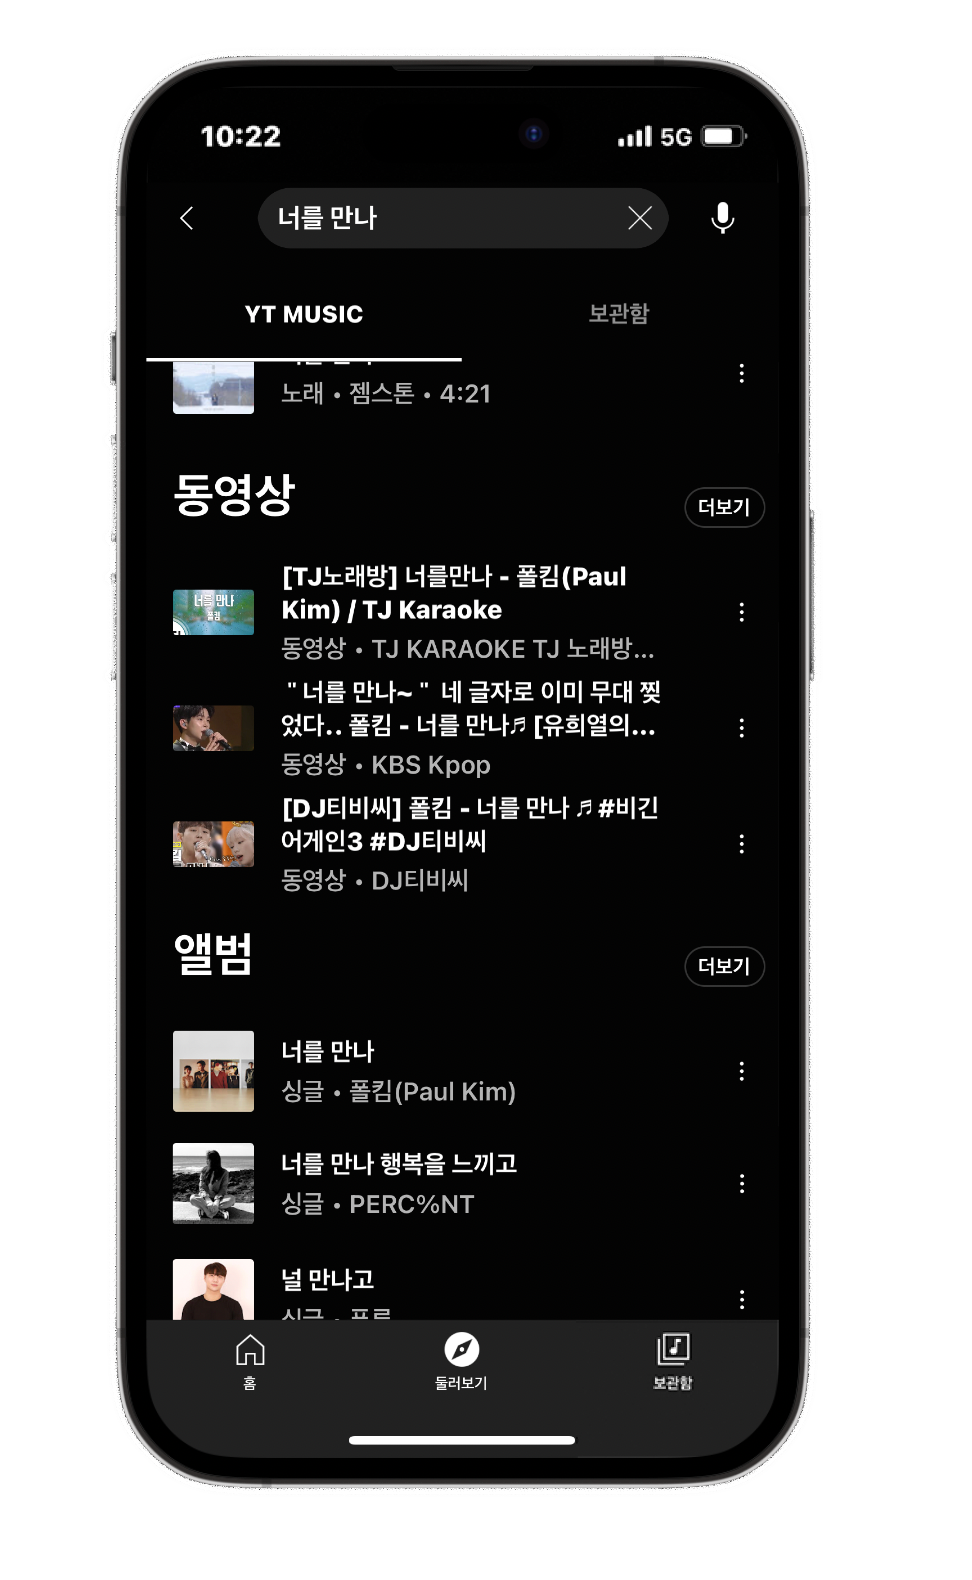 10:22
5G
너를 만나
YT MUSIC
보관함
노래 • 젬스톤 • 4:21
동영상
더보기
너를 만나
폴킴
[TJ노래방] 너를만나 - 폴킴(Paul
Kim) / TJ Karaoke
동영상 • TJ KARAOKE TJ 노래방...
"너를 만나~" 네 글자로 이미 무대 찢
었다.. 폴킴 - 너를 만나♬ [유희열의...
동영상 • KBS Kpop
[DJ티비씨] 폴킴 - 너를 만나 ♬ #비긴
어게인3 #DJ티비씨
동영상 • DJ티비씨
앨범
더보기
너를 만나
싱글 • 폴킴(Paul Kim)
너를 만나 행복을 느끼고
싱글 • PERC%NT
널 만나고
홈
둘러보기
보관함